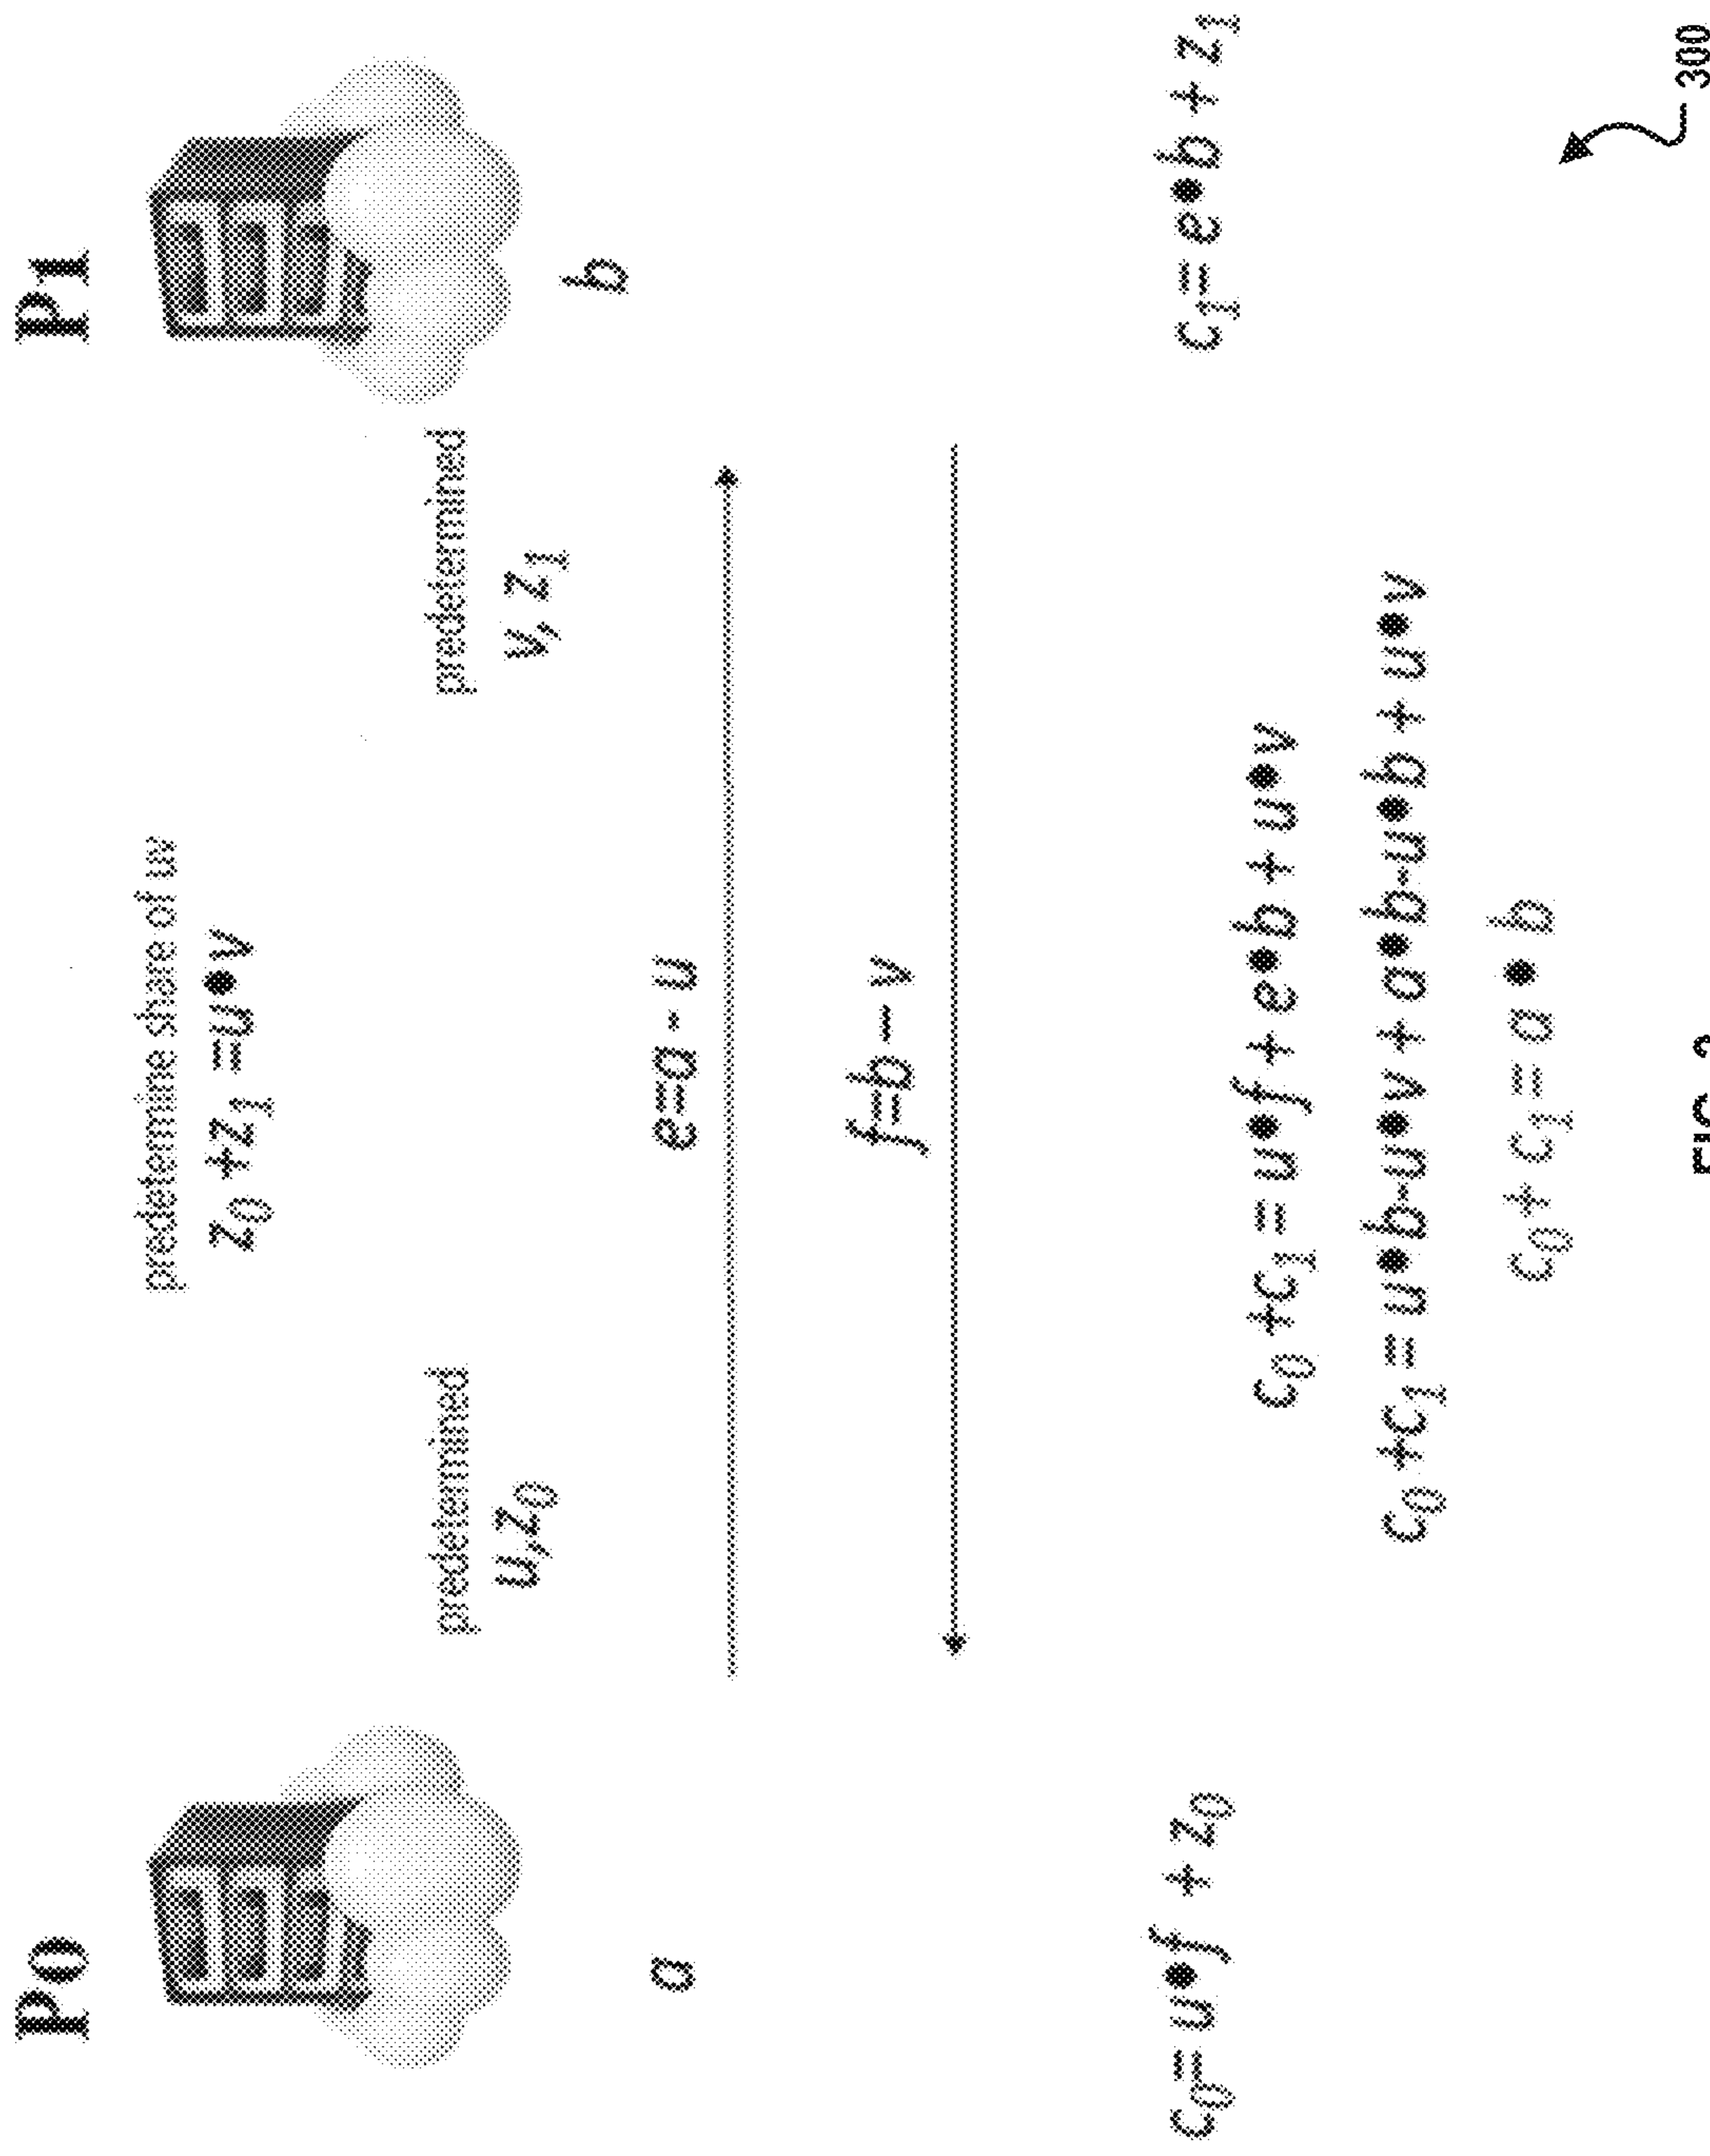 P0
P1
predetermine share of uv
z₀ +z₁ =u•v
predetermined
u,z₀
predetermined
v, z₁
a
b
e=a - u
f=b — v
c₀=u•f + z₀
c₁=e•b + z₁
c₀ +c₁ = u•f + e•b + u•v
c₀ +c₁ = u•b-u•v + a•b-u•b + u•v
c₀+ c₁ = a • b
300